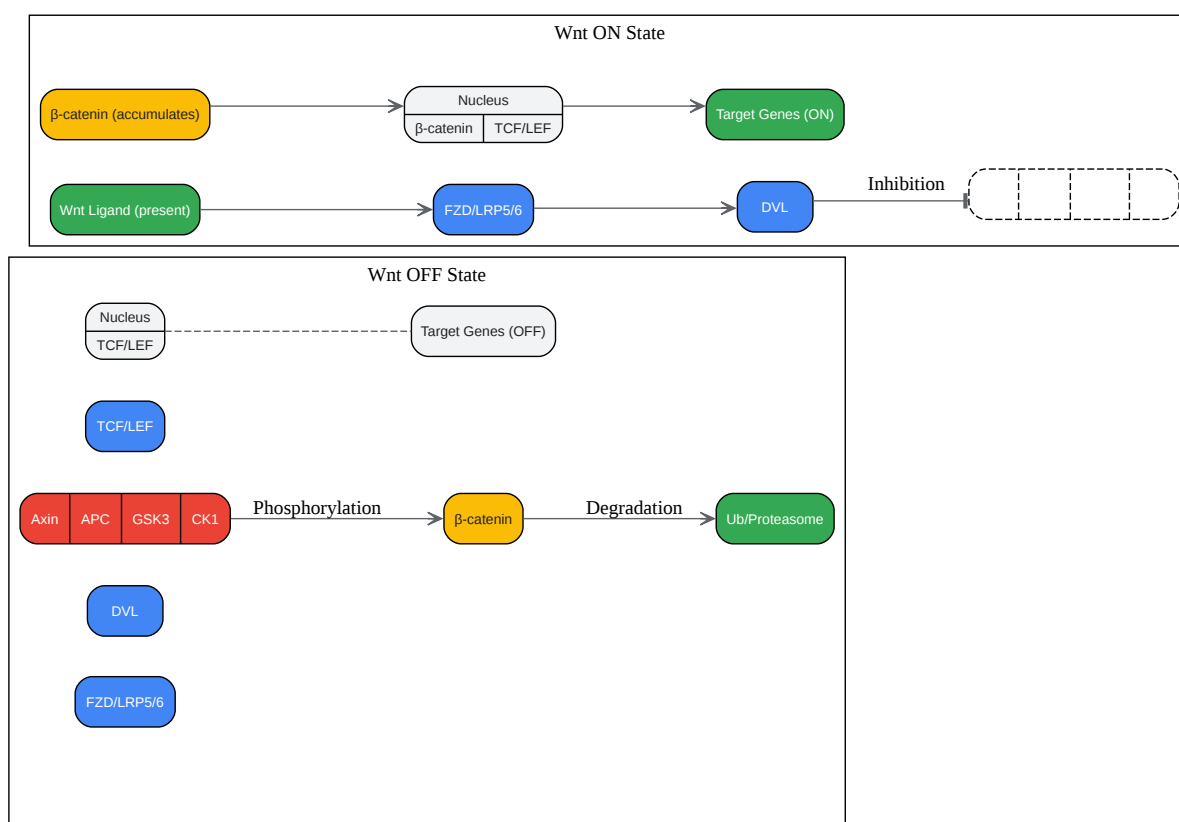 Wnt ON State
β-catenin (accumulates)
Nucleus
β-catenin
TCF/LEF
Target Genes (ON)
Wnt Ligand (present)
FZD/LRP5/6
DVL
Inhibition
Wnt OFF State
Nucleus
TCF/LEF
Target Genes (OFF)
TCF/LEF
Axin
APC
GSK3
CK1
Phosphorylation
β-catenin
Degradation
Ub/Proteasome
DVL
FZD/LRP5/6